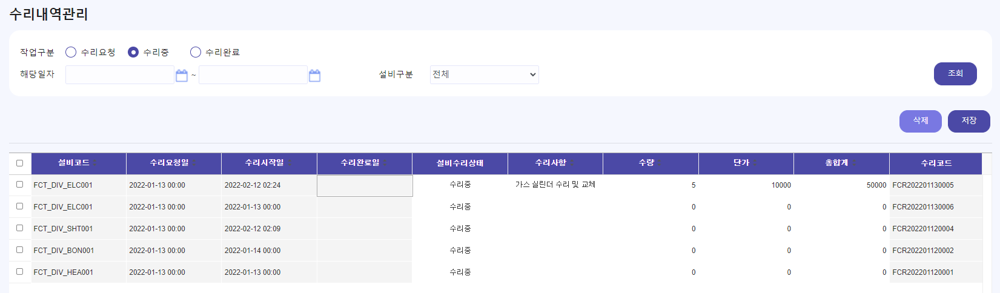 수리내역관리
작업구분 수리요청 수리중 수리완료
해당일자 ~ 설비구분 전체 조회
삭제 저장
설비코드 수리요청일 수리시작일 수리완료일 설비수리상태 수리사항 수량 단가 총합계 수리코드
FCT_DIV_ELC001 2022-01-13 00:00 2022-02-12 02:24 수리중 가스 실린더 수리 및 교체 5 10000 50000 FCR202201130005
FCT_DIV_ELC001 2022-01-13 00:00 2022-01-13 00:00 수리중 0 0 0 FCR202201130006
FCT_DIV_SHT001 2022-01-13 00:00 2022-02-12 02:09 수리중 0 0 0 FCR202201120004
FCT_DIV_BON001 2022-01-13 00:00 2022-01-14 00:00 수리중 0 0 0 FCR202201120002
FCT_DIV_HEA001 2022-01-13 00:00 2022-01-13 00:00 수리중 0 0 0 FCR202201120001